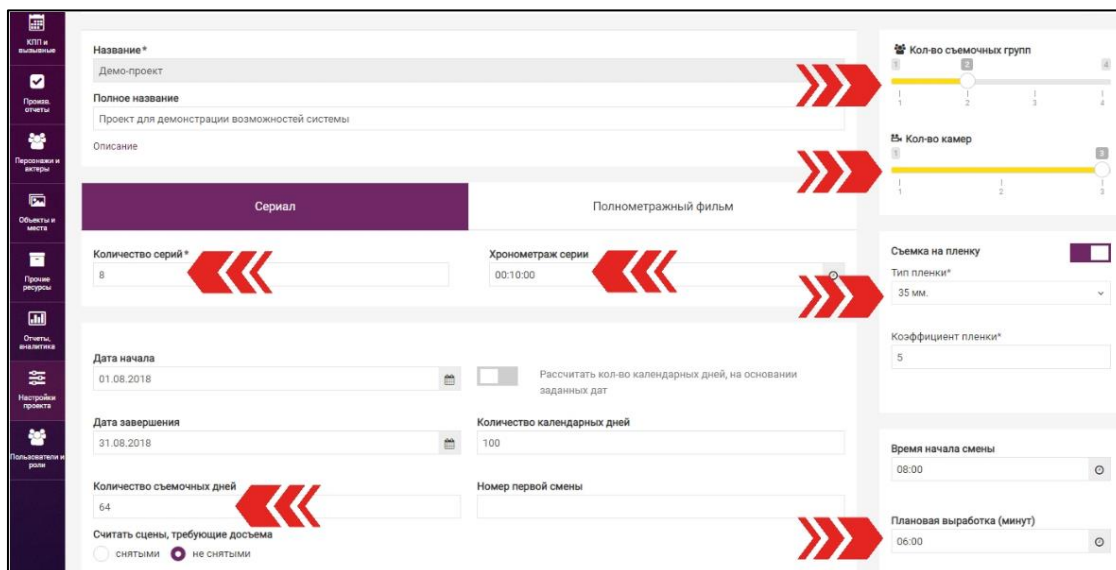 КПП и
вызывные
Произв.
отчеты
Персонажи и
актеры
Объекты и
места
Прочие
ресурсы
Отчеты,
аналитика
Настройки
проекта
Пользователи и
роли
Название*
Демо-проект
Полное название
Проект для демонстрации возможностей системы
Описание
Сериал
Полнометражный фильм
Количество серий*
8
Хронометраж серии
00:10:00
Дата начала
01.08.2018
Рассчитать кол-во календарных дней, на основании
заданных дат
Дата завершения
31.08.2018
Количество календарных дней
100
Количество съемочных дней
64
Номер первой смены
Считать сцены, требующие досъема
снятыми
не снятыми
Кол-во съемочных групп
1 2 4
1 2 3 4
Кол-во камер
1 3
1 2 3
Съемка на пленку
Тип пленки*
35 мм.
Коэффициент пленки*
5
Время начала смены
08:00
Плановая выработка (минут)
06:00